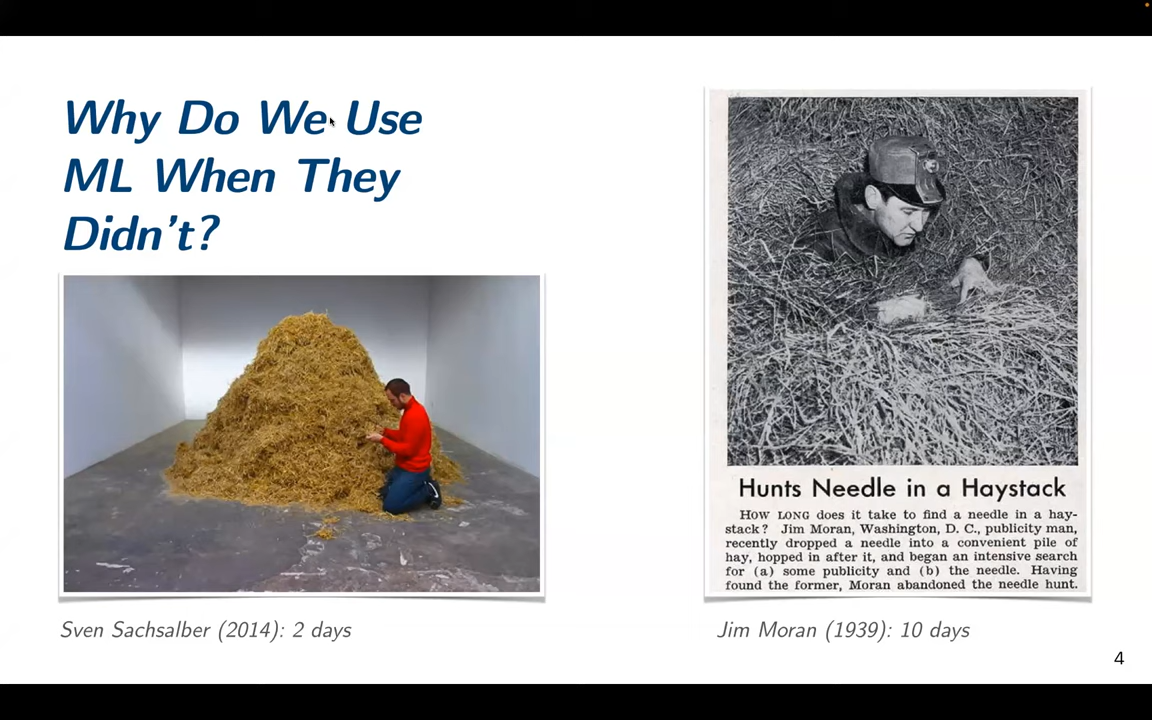 Why Do We Use
ML When They
Didn't?
Sven Sachsalber (2014): 2 days
Hunts Needle in a Haystack
How long does it take to find a needle in a hay-
stack? Jim Moran, Washington, D. C., publicity man,
recently dropped a needle into a convenient pile of
hay, hopped in after it, and began an intensive search
for (a) some publicity and (b) the needle. Having
found the former, Moran abandoned the needle hunt.
Jim Moran (1939): 10 days
4